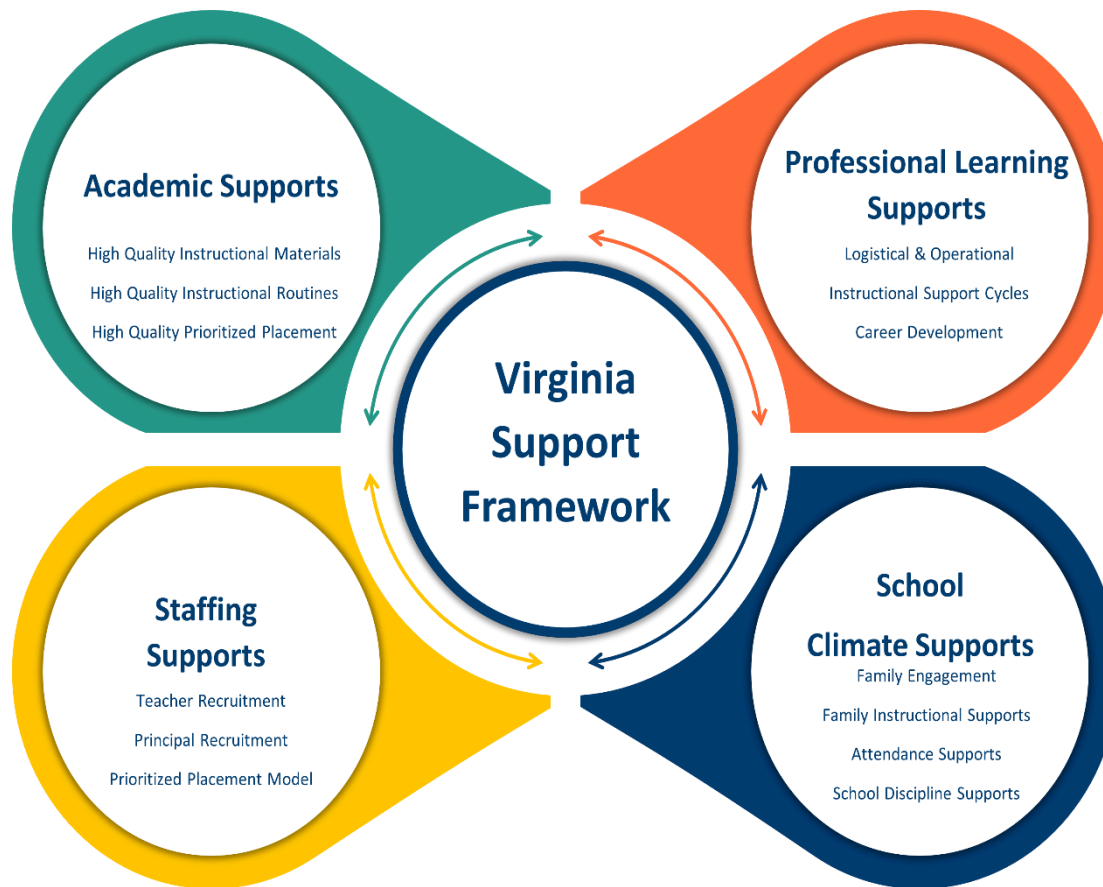 Academic Supports
High Quality Instructional Materials
High Quality Instructional Routines
High Quality Prioritized Placement
Professional Learning
Supports
Logistical & Operational
Instructional Support Cycles
Career Development
Virginia
Support
Framework
Staffing
Supports
Teacher Recruitment
Principal Recruitment
Prioritized Placement Model
School
Climate Supports
Family Engagement
Family Instructional Supports
Attendance Supports
School Discipline Supports